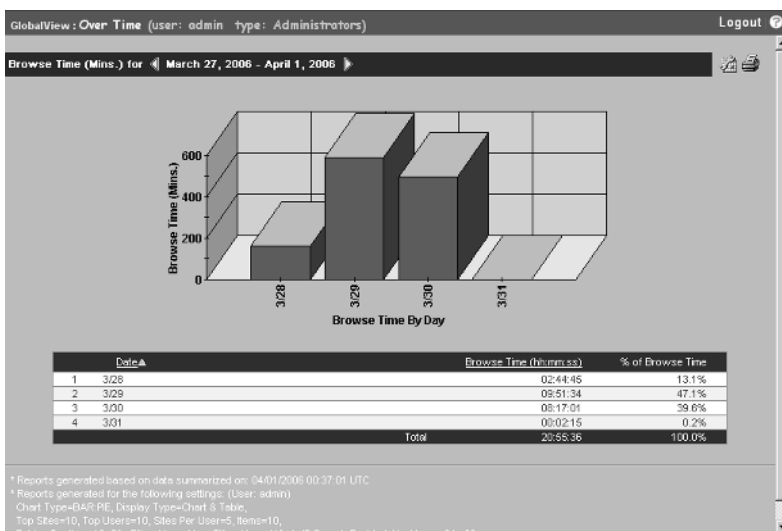 GlobalView : Over Time (user: admin type: Administrators)
Logout ?
Browse Time (Mins.) for March 27, 2006 - April 1, 2006
Browse Time (Mins.)
600
400
200
0
3/28
3/29
3/30
3/31
Browse Time By Day
Date Browse Time (hh:mm:ss) % of Browse Time
1 3/28 02:44:45 13.1%
2 3/29 09:51:34 47.1%
3 3/30 08:17:01 39.6%
4 3/31 00:02:15 0.2%
Total 20:55:36 100.0%
* Reports generated based on data summarized on: 04/01/2006 00:37:01 UTC
* Reports generated for the following settings: (User: admin)
Chart Type=BAR:PIE, Display Type=Chart & Table,
Top Sites=10, Top Users=10, Sites Per User=5, Items=10,